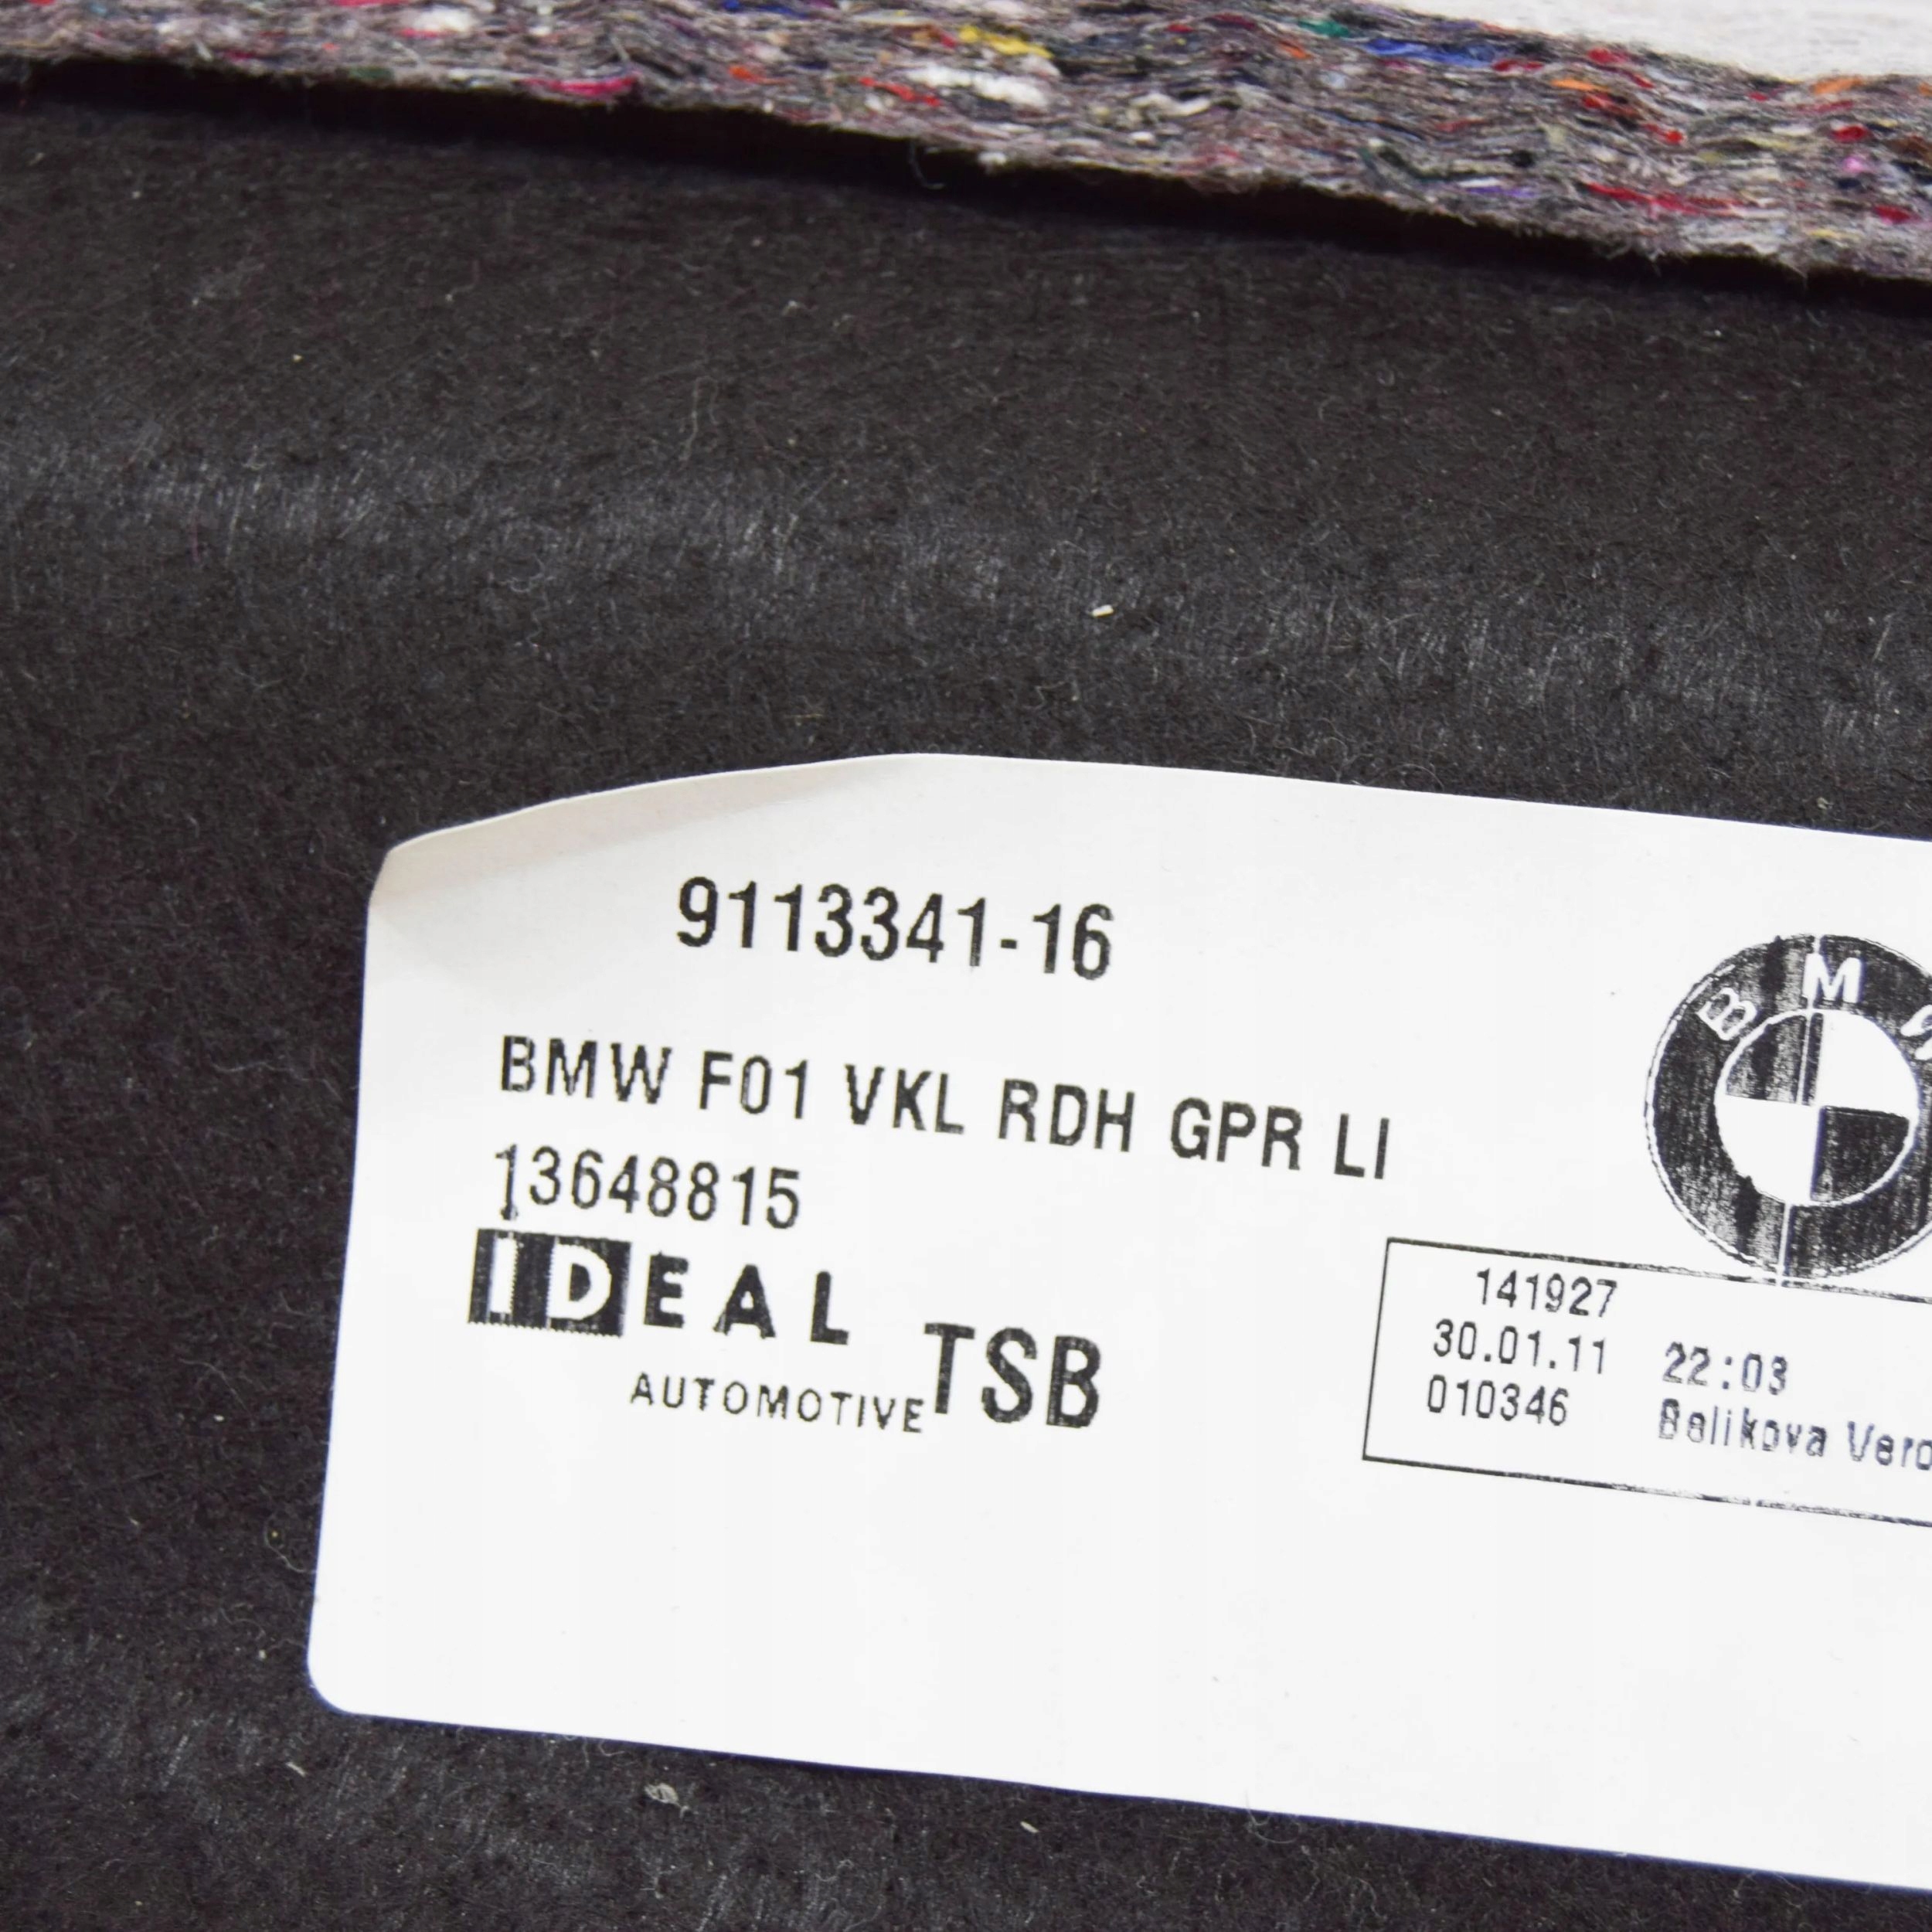 9113341-16
BMW F01 VKL RDH GPR LI
13648815
IDEAL
AUTOMOTIVE
TSB
B M
141927
30.01.11 22:03
010346 Belikova